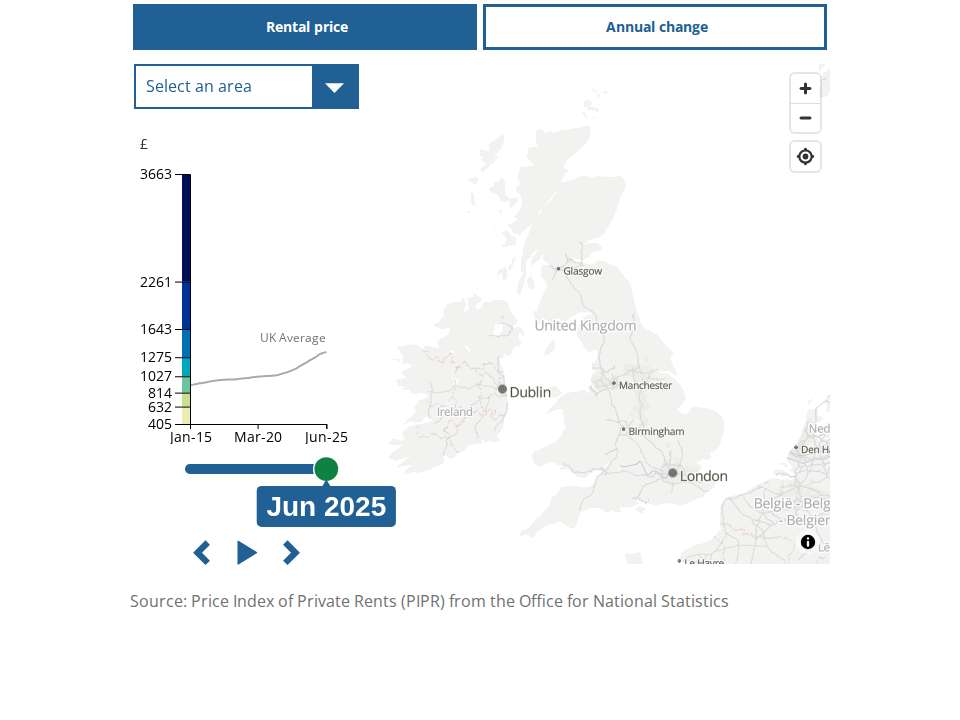 Rental price
Annual change
Select an area
£
3663
2261
1643
1275
1027
814
632
405
UK Average
Jan-15
Mar-20
Jun-25
Jun 2025
Glasgow
United Kingdom
Manchester
Dublin
Ireland
Birmingham
London
Ned
Den H
België - Belg
- Belgien
Le Havre
Source: Price Index of Private Rents (PIPR) from the Office for National Statistics